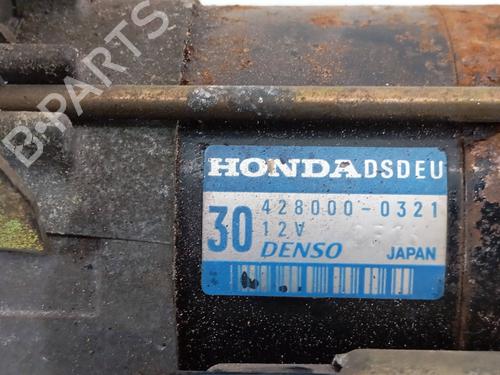 HONDA DSDEU
30 428000-0321
12V
DENSO JAPAN
B-PARTS